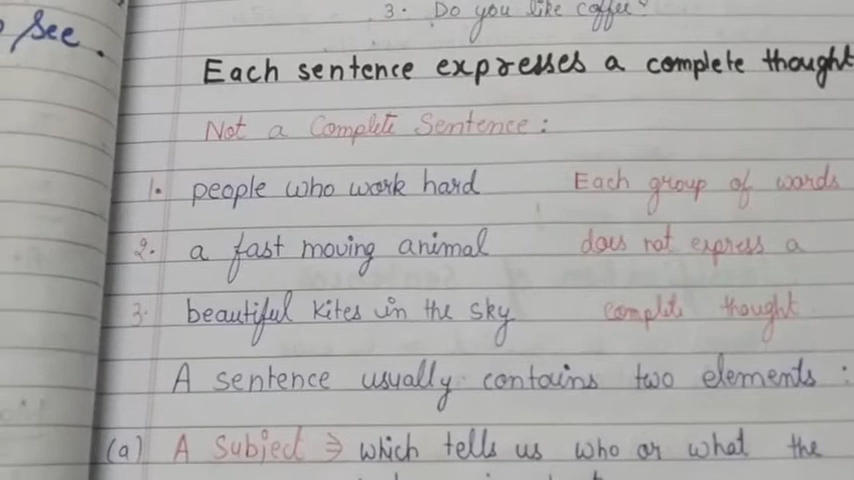 3. Do you like coffee?
See.
Each sentence expresses a complete thought
Not a Complete Sentence:
1. people who work hard Each group of words
2. a fast moving animal does not express a
3. beautiful kites in the sky complete thought
A sentence usually contains two elements:
(a) A Subject ⇒ which tells us who or what the